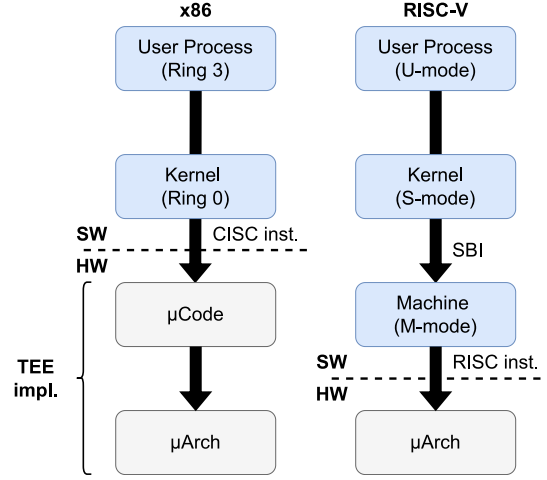 x86
RISC-V
User Process
(Ring 3)
User Process
(U-mode)
Kernel
(Ring 0)
Kernel
(S-mode)
SW
CISC inst.
HW
SBI
µCode
Machine
(M-mode)
TEE
impl.
SW
RISC inst.
HW
µArch
µArch